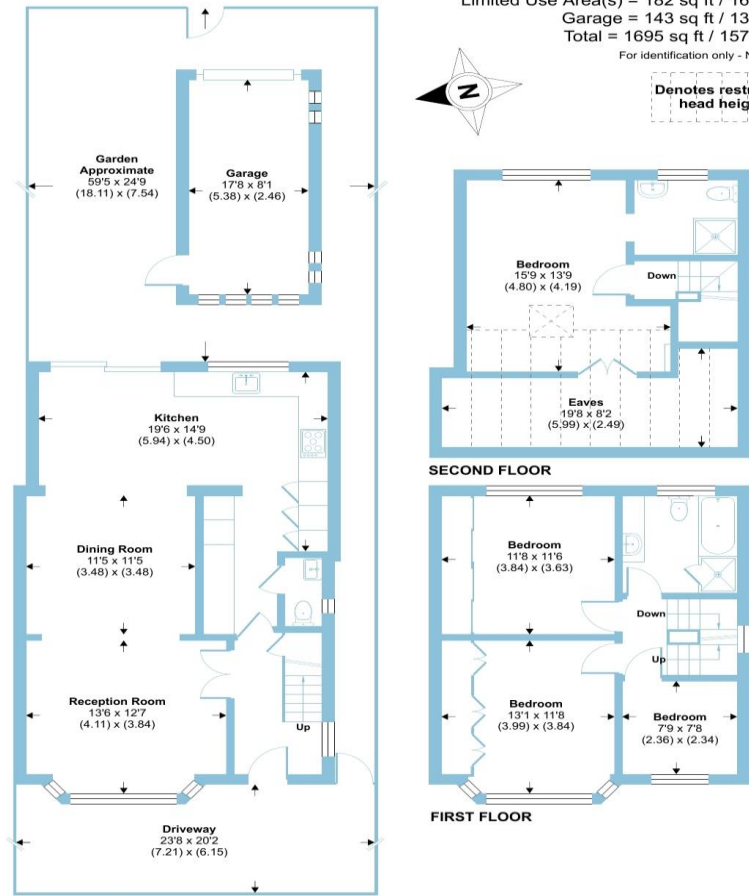 Limited Use Area(s) = 182 sq ft /
Garage = 143 sq ft /
Total = 1695 sq ft /
For identification only -
N
Denotes
head
Garden
Approximate
59'5 x 24'9
(18.11) x (7.54)
Garage
17'8 x 8'1
(5.38) x (2.46)
Kitchen
19'6 x 14'9
(5.94) x (4.50)
Dining Room
11'5 x 11'5
(3.48) x (3.48)
Reception Room
13'6 x 12'7
(4.11) x (3.84)
Up
Driveway
23'8 x 20'2
(7.21) x (6.15)
Bedroom
15'9 x 13'9
(4.80) x (4.19)
Down
Eaves
19'8 x 8'2
(5.99) x (2.49)
SECOND FLOOR
Bedroom
11'8 x 11'6
(3.84) x (3.63)
Down
Up
Bedroom
13'1 x 11'8
(3.99) x (3.84)
Bedroom
7'9 x 7'8
(2.36) x (2.34)
FIRST FLOOR